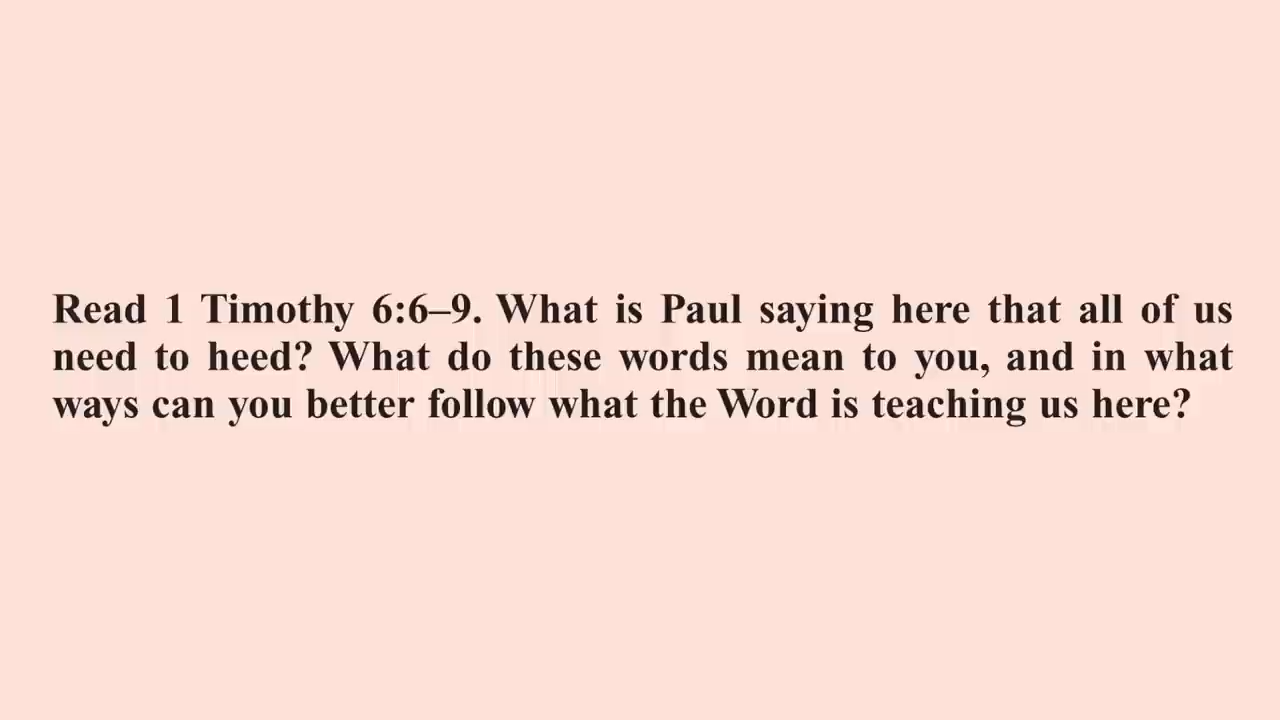 Read 1 Timothy 6:6–9. What is Paul saying here that all of us
need to heed? What do these words mean to you, and in what
ways can you better follow what the Word is teaching us here?